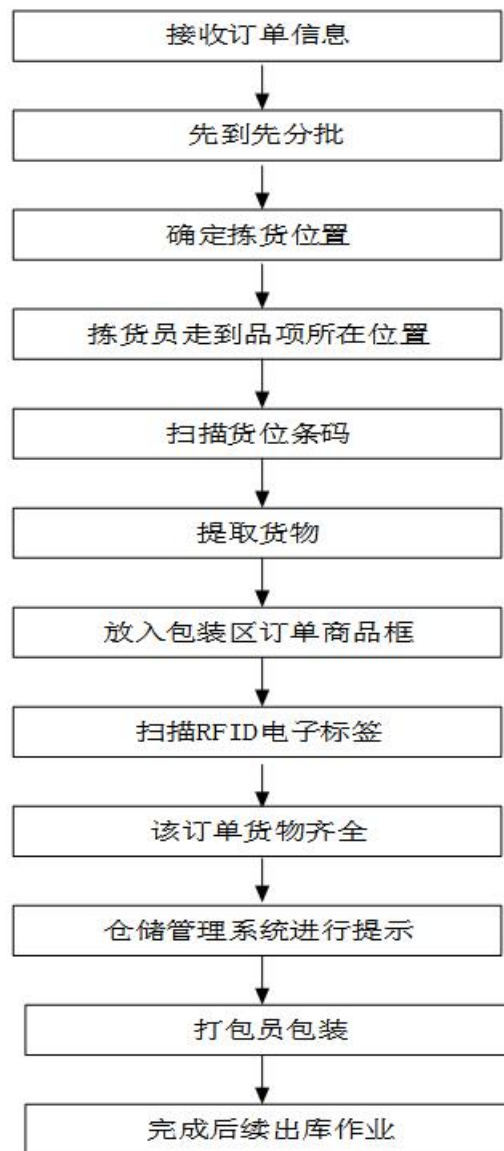 接收订单信息
先到先分批
确定拣货位置
拣货员走到品项所在位置
扫描货位条码
提取货物
放入包装区订单商品框
扫描RFID电子标签
该订单货物齐全
仓储管理系统进行提示
打包员包装
完成后续出库作业